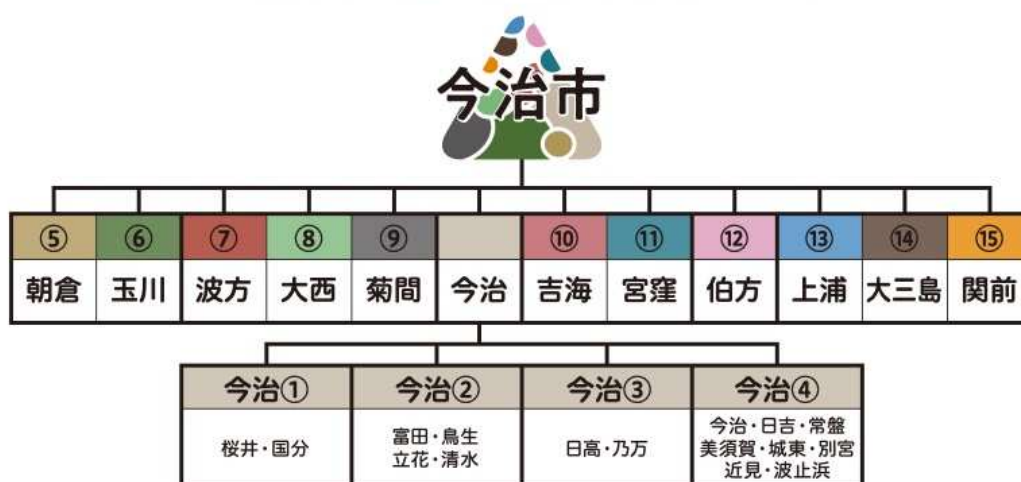 今治市
⑤ ⑥ ⑦ ⑧ ⑨ ⑩ ⑪ ⑫ ⑬ ⑭ ⑮
朝倉 玉川 波方 大西 菊間 今治 吉海 宮窪 伯方 上浦 大三島 関前
今治① 今治② 今治③ 今治④
桜井・国分
富田・鳥生
立花・清水
日高・乃万
今治・日吉・常盤
美須賀・城東・別宮
近見・波止浜